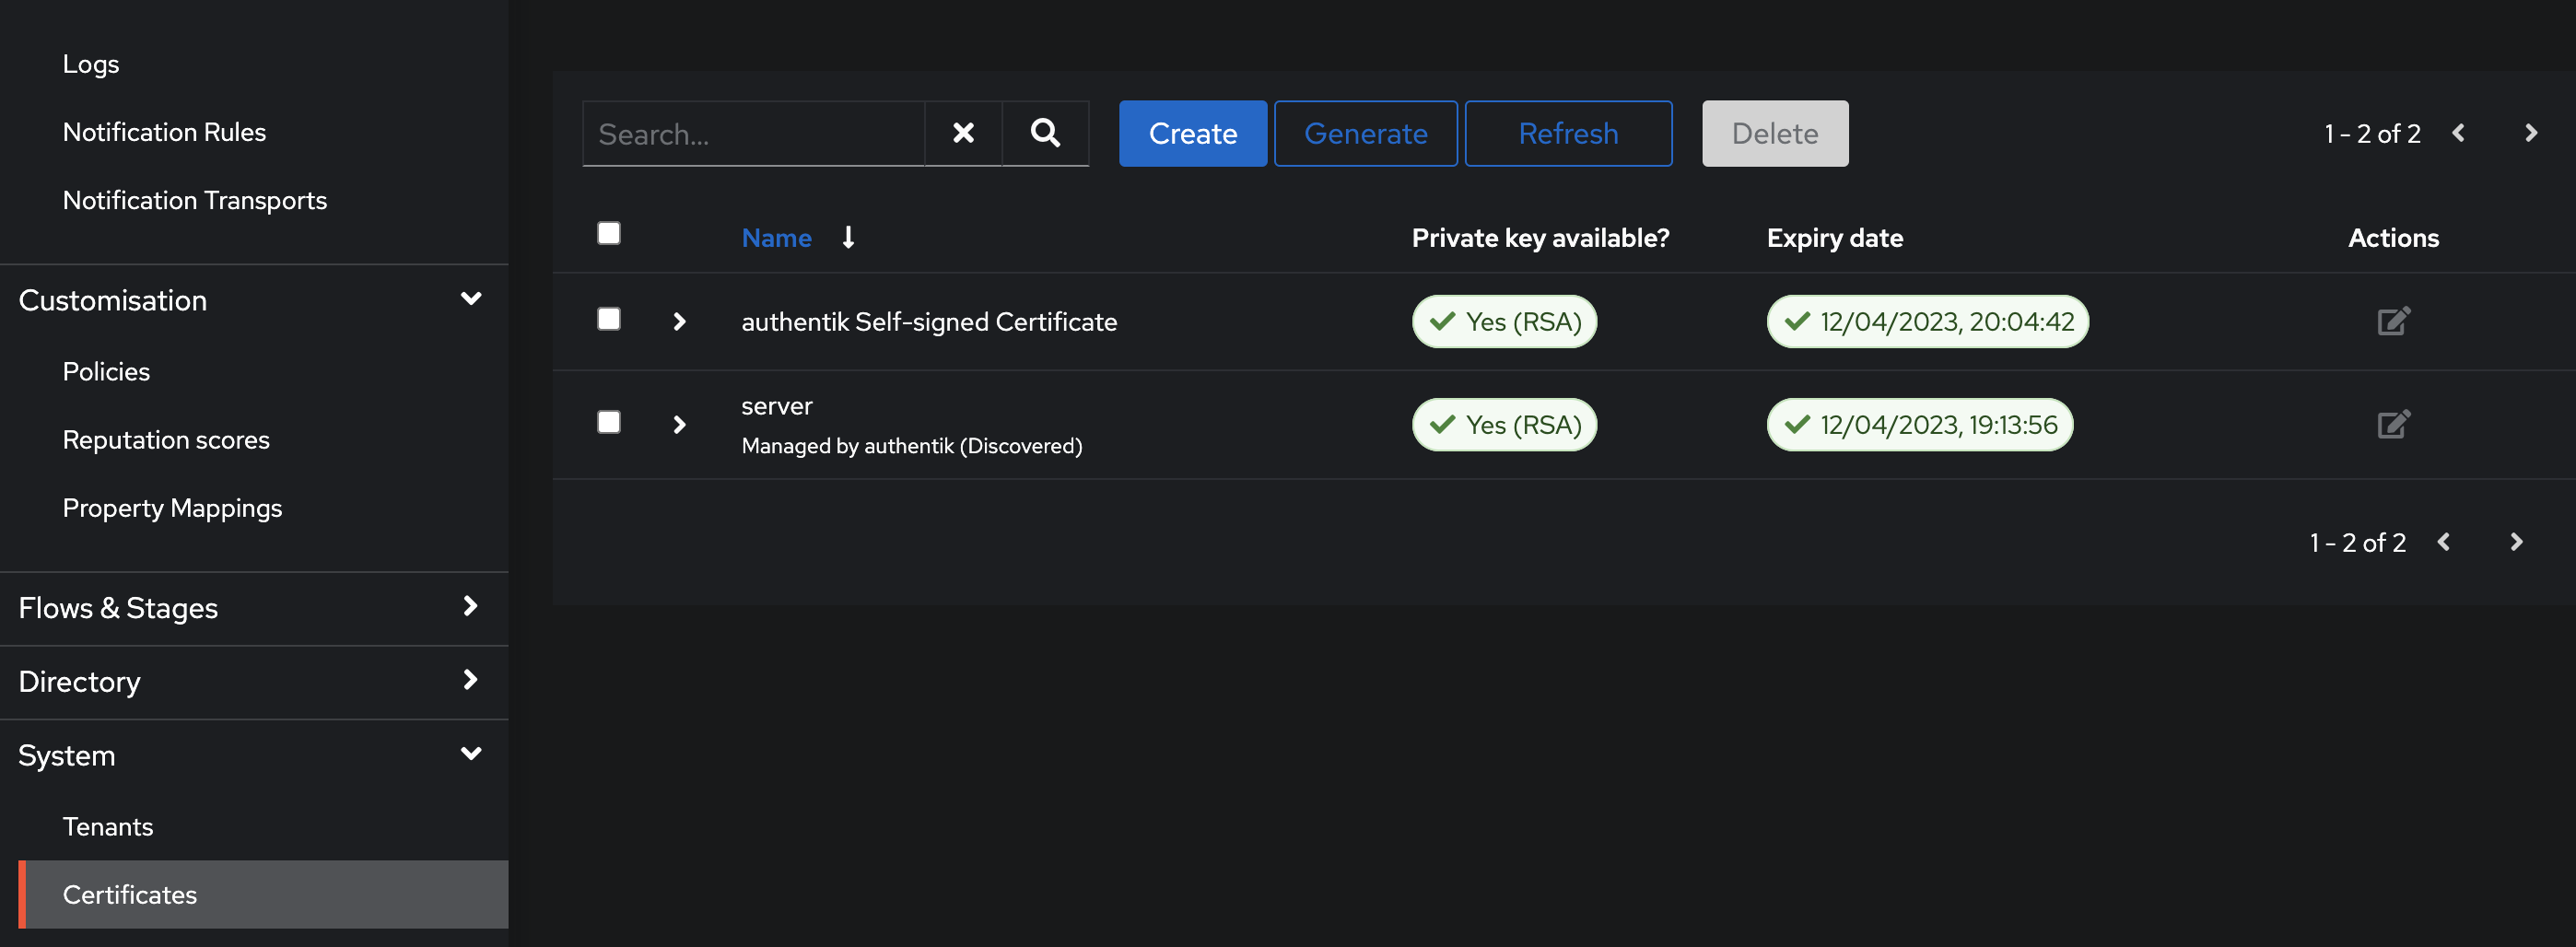 Logs
Notification Rules
Notification Transports
Customisation
Policies
Reputation scores
Property Mappings
Flows & Stages
Directory
System
Tenants
Certificates
Search... Create Generate Refresh Delete 1 - 2 of 2
Name Private key available? Expiry date Actions
authentik Self-signed Certificate Yes (RSA) 12/04/2023, 20:04:42
server
Managed by authentik (Discovered) Yes (RSA) 12/04/2023, 19:13:56
1 - 2 of 2